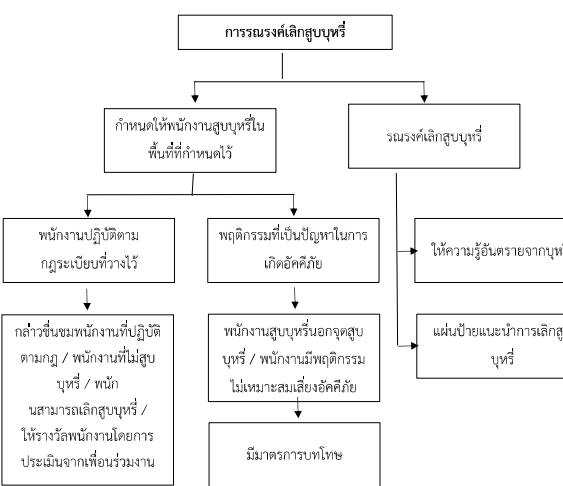 การรณรงค์เลิกสูบบุหรี่
กำหนดให้พนักงานสูบบุหรี่ใน
พื้นที่ที่กำหนดไว้
รณรงค์เลิกสูบบุหรี่
พนักงานปฏิบัติตาม
กฎระเบียบที่วางไว้
พฤติกรรมที่เป็นปัญหาในการ
เกิดอัคคีภัย
ให้ความรู้อันตรายจากบุหรี่
กล่าวชื่นชมพนักงานที่ปฏิบัติ
ตามกฎ / พนักงานที่ไม่สูบ
บุหรี่ / พนัก
นสามารถเลิกสูบบุหรี่ /
ให้รางวัลพนักงานโดยการ
ประเมินจากเพื่อนร่วมงาน
พนักงานสูบบุหรี่นอกจุดสูบ
บุหรี่ / พนักงานมีพฤติกรรม
ไม่เหมาะสมเสี่ยงอัคคีภัย
แผ่นป้ายแนะนำการเลิกสู
บุหรี่
มีมาตรการบทโทษ